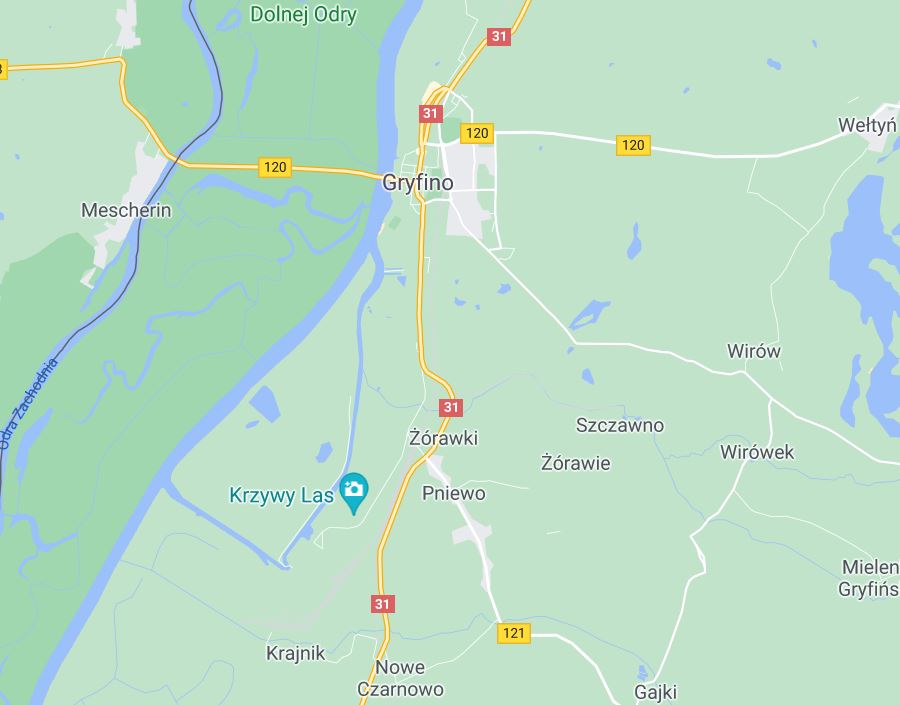 Dolnej Odry
31
31
120
120
Wełtyń
120
Gryfino
Mescherin
Wirów
Odra Zachodnia
31
Szczawno
Żórawki
Wirówek
Żórawie
Krzywy Las
Pniewo
Mielen
Gryfińs
31
121
Krajnik
Nowe
Czarnowo
Gajki